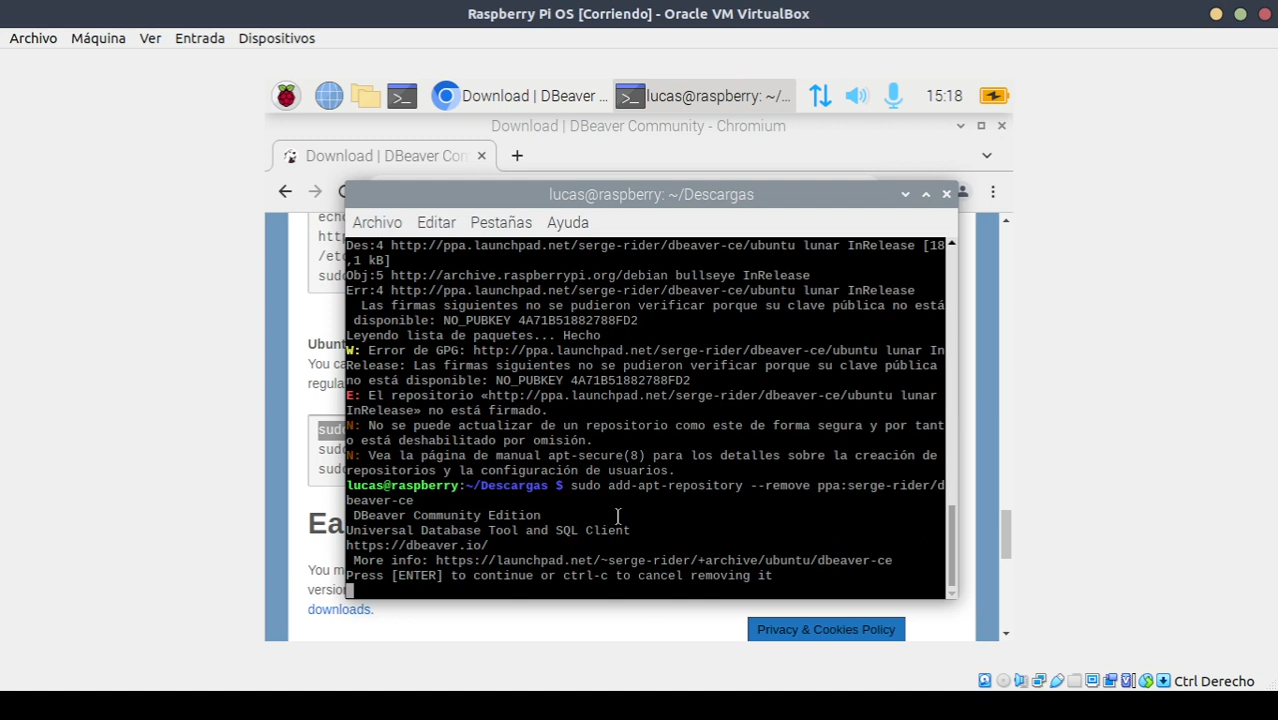 Raspberry Pi OS [Corriendo] - Oracle VM VirtualBox
Archivo Máquina Ver Entrada Dispositivos
Download | DBeaver ... lucas@raspberry: ~/... 15:18
Download | DBeaver Community - Chromium
Download | DBeaver Com
lucas@raspberry: ~/Descargas
Archivo Editar Pestañas Ayuda
echo
http
/etc
sudo
Ubunt
You ca
regula
sudo
sudo
sudo
Des:4 http://ppa.launchpad.net/serge-rider/dbeaver-ce/ubuntu lunar InRelease [18
,1 kB]
Obj:5 http://archive.raspberrypi.org/debian bullseye InRelease
Err:4 http://ppa.launchpad.net/serge-rider/dbeaver-ce/ubuntu lunar InRelease
Las firmas siguientes no se pudieron verificar porque su clave pública no está
disponible: NO_PUBKEY 4A71B51882788FD2
Leyendo lista de paquetes... Hecho
W: Error de GPG: http://ppa.launchpad.net/serge-rider/dbeaver-ce/ubuntu lunar In
Release: Las firmas siguientes no se pudieron verificar porque su clave pública
no está disponible: NO_PUBKEY 4A71B51882788FD2
E: El repositorio «http://ppa.launchpad.net/serge-rider/dbeaver-ce/ubuntu lunar
InRelease» no está firmado.
N: No se puede actualizar de un repositorio como este de forma segura y por tant
o está deshabilitado por omisión.
N: Vea la página de manual apt-secure(8) para los detalles sobre la creación de
repositorios y la configuración de usuarios.
lucas@raspberry:~/Descargas $ sudo add-apt-repository --remove ppa:serge-rider/d
beaver-ce
DBeaver Community Edition
Universal Database Tool and SQL Client
https://dbeaver.io/
More info: https://launchpad.net/~serge-rider/+archive/ubuntu/dbeaver-ce
Press [ENTER] to continue or ctrl-c to cancel removing it
Ea
You m
versio
downloads.
Privacy & Cookies Policy
Ctrl Derecho